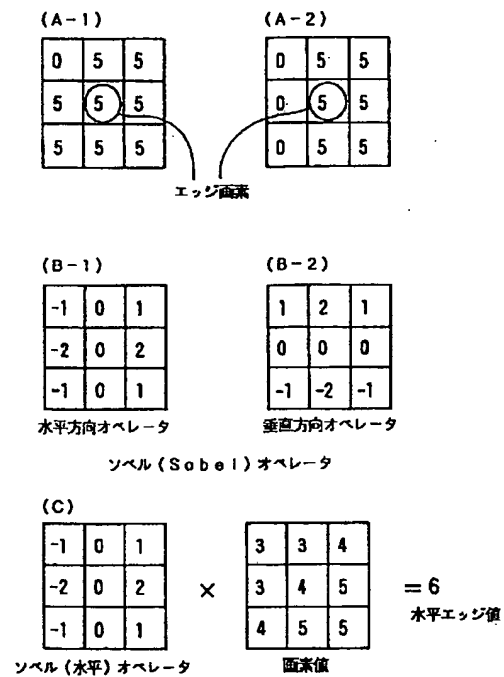 (A-1) (A-2)
0 5 5 0 5 5
5 5 5 0 5 5
5 5 5 0 5 5
エッジ画素
(B-1) (B-2)
-1 0 1 1 2 1
-2 0 2 0 0 0
-1 0 1 -1 -2 -1
水平方向オペレータ 垂直方向オペレータ
ソベル(Sobel)オペレータ
(C)
-1 0 1 3 3 4
-2 0 2 × 3 4 5 =6
-1 0 1 4 5 5 水平エッジ値
ソベル(水平)オペレータ 画素値